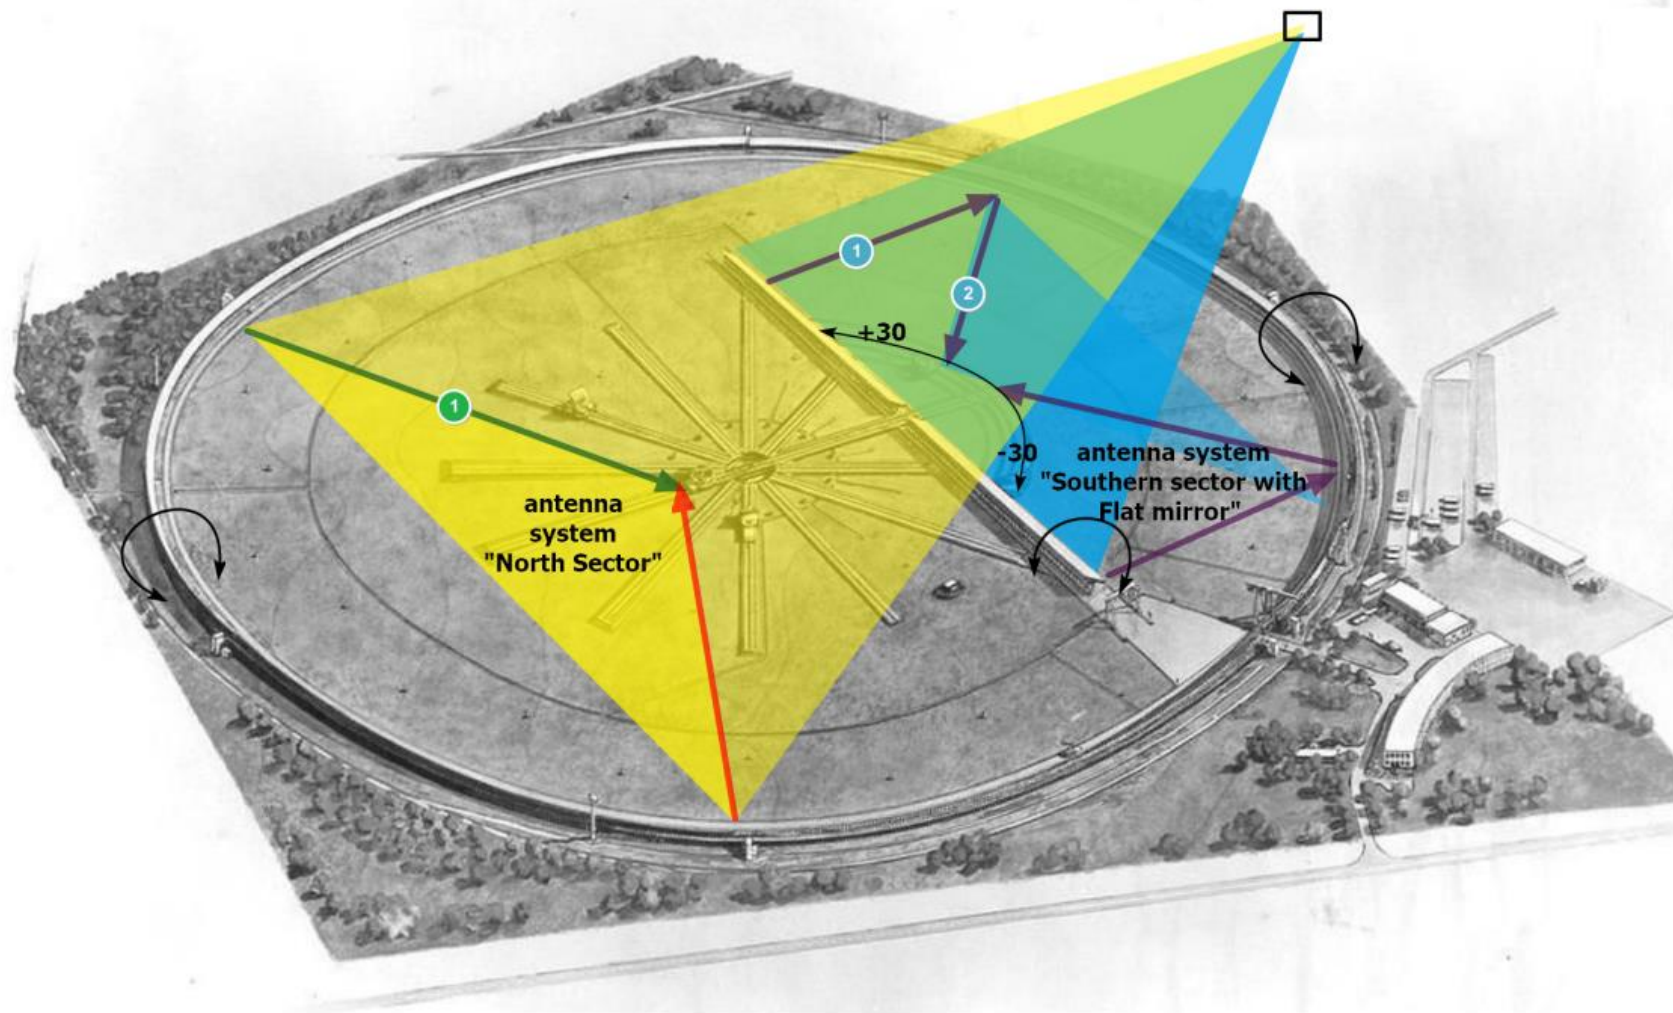 1
2
+30
1
-30
antenna system
"Southern sector with
Flat mirror"
antenna
system
"North Sector"